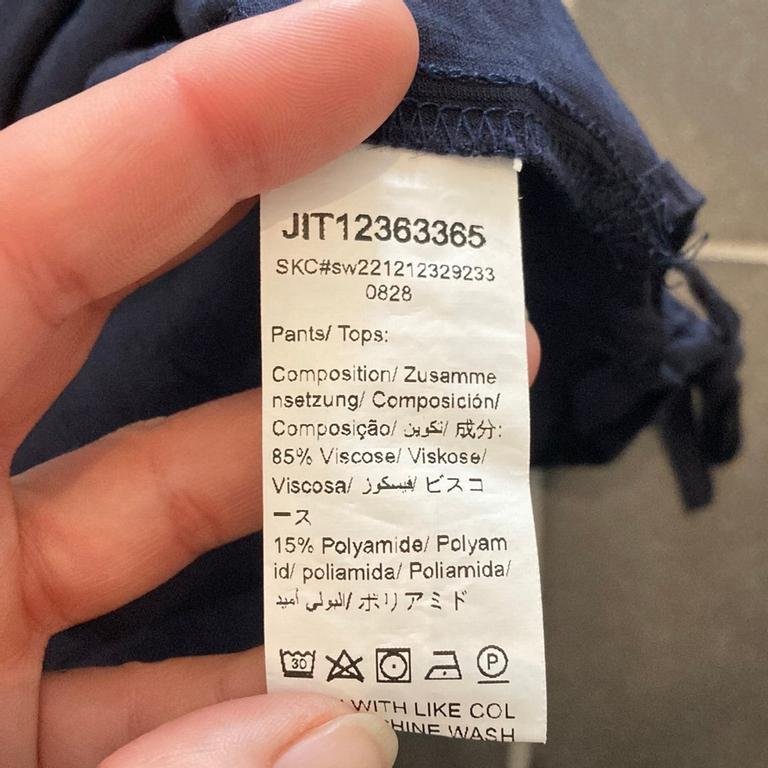 JIT12363365
SKC#sw221212329233
0828
Pants/ Tops:
Composition/ Zusamme
nsetzung/ Composición/
Composição/ تكوين/ 成分:
85% Viscose/ Viskose/
Viscosa/ فيسكوز/ ビスコ
ース
15% Polyamide/ Polyam
id/ poliamida/ Poliamida/
البولي أميد/ ポリアミド
30 P
WITH LIKE COL
WASH